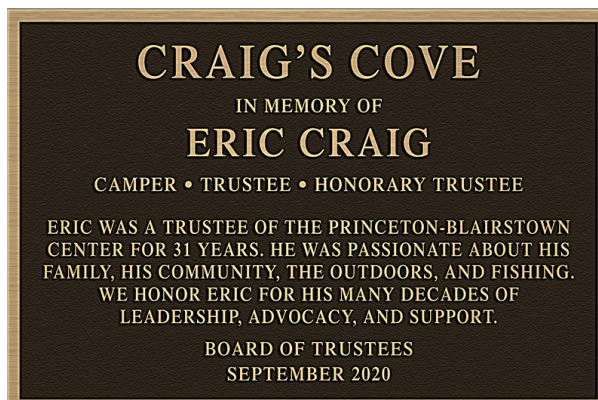 CRAIG'S COVE
IN MEMORY OF
ERIC CRAIG
CAMPER • TRUSTEE • HONORARY TRUSTEE
ERIC WAS A TRUSTEE OF THE PRINCETON-BLAIRSTOWN
CENTER FOR 31 YEARS. HE WAS PASSIONATE ABOUT HIS
FAMILY, HIS COMMUNITY, THE OUTDOORS, AND FISHING.
WE HONOR ERIC FOR HIS MANY DECADES OF
LEADERSHIP, ADVOCACY, AND SUPPORT.
BOARD OF TRUSTEES
SEPTEMBER 2020